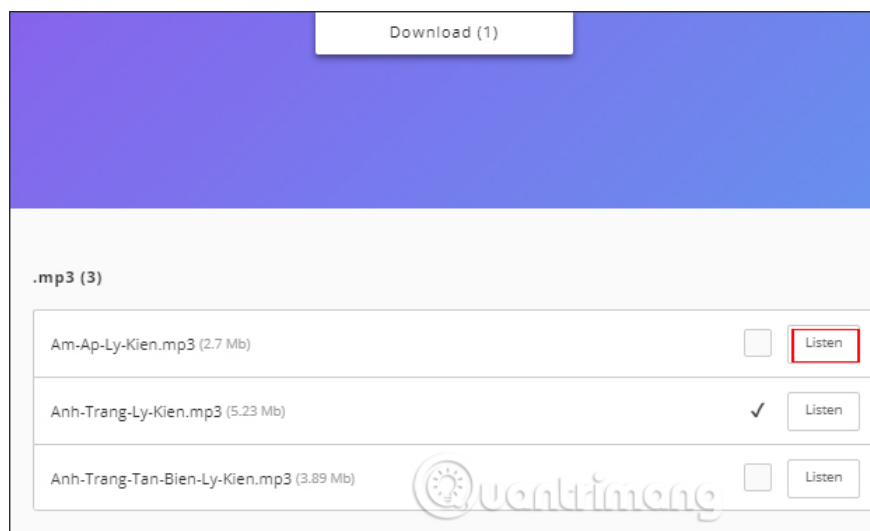 Download (1)
.mp3 (3)
Am-Ap-Ly-Kien.mp3 (2.7 Mb) Listen
Anh-Trang-Ly-Kien.mp3 (5.23 Mb) Listen
Anh-Trang-Tan-Bien-Ly-Kien.mp3 (3.89 Mb) Listen
Quantrimang